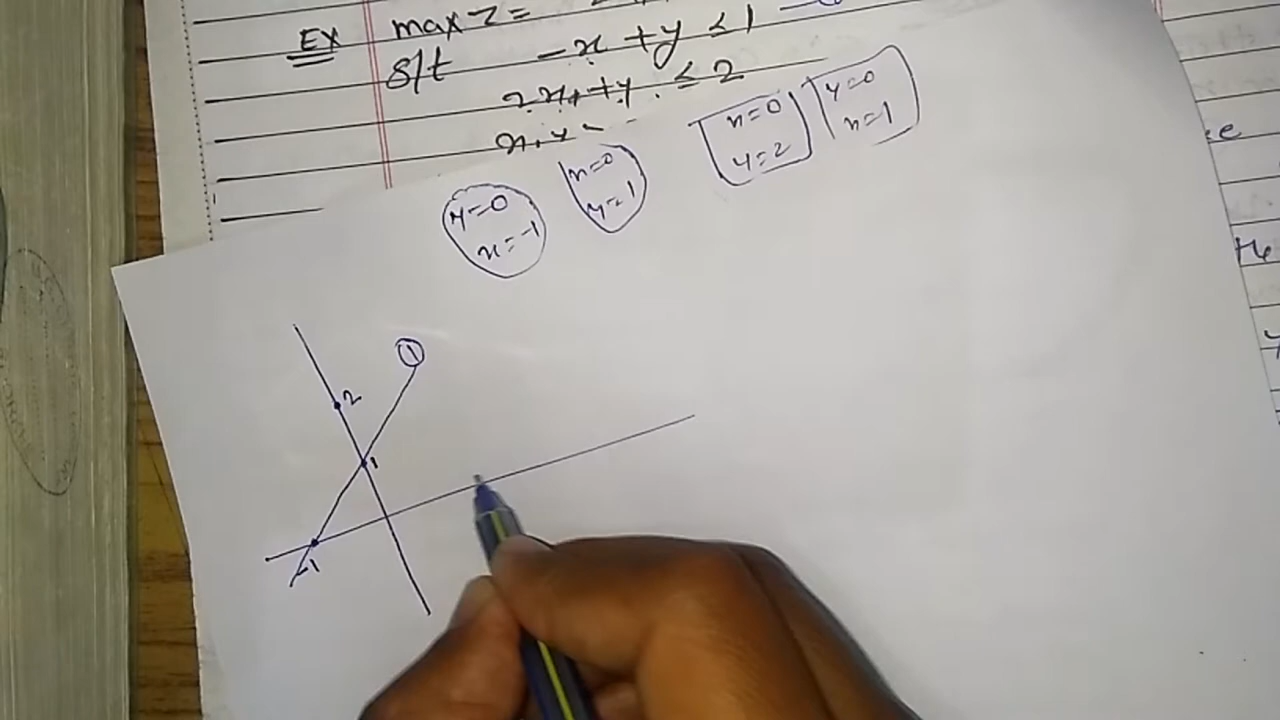 EX max Z =
s/t -x + y ≤ 1
2x + y ≤ 2
x, y
y=0
x=-1
x=0
y=1
x=0
y=2
y=0
x=1
1
2
1
-1